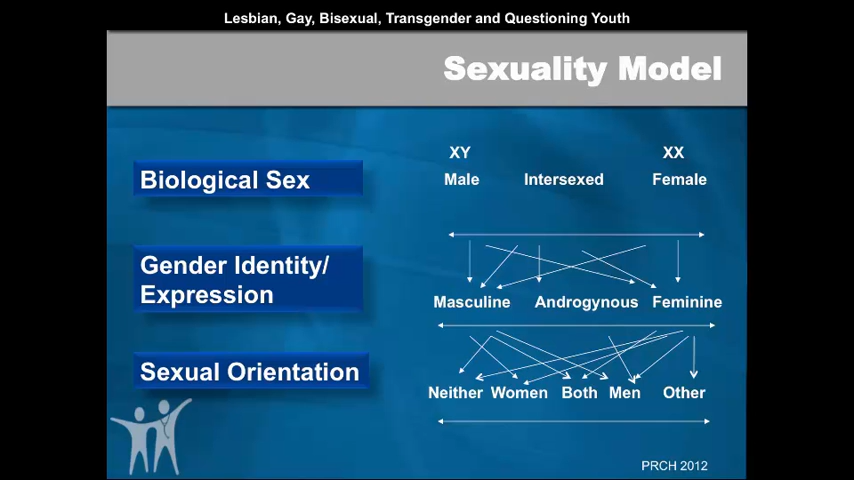 Lesbian, Gay, Bisexual, Transgender and Questioning Youth
Sexuality Model
XY XX
Biological Sex
Male Intersexed Female
Gender Identity/
Expression
Masculine Androgynous Feminine
Sexual Orientation
Neither Women Both Men Other
PRCH 2012